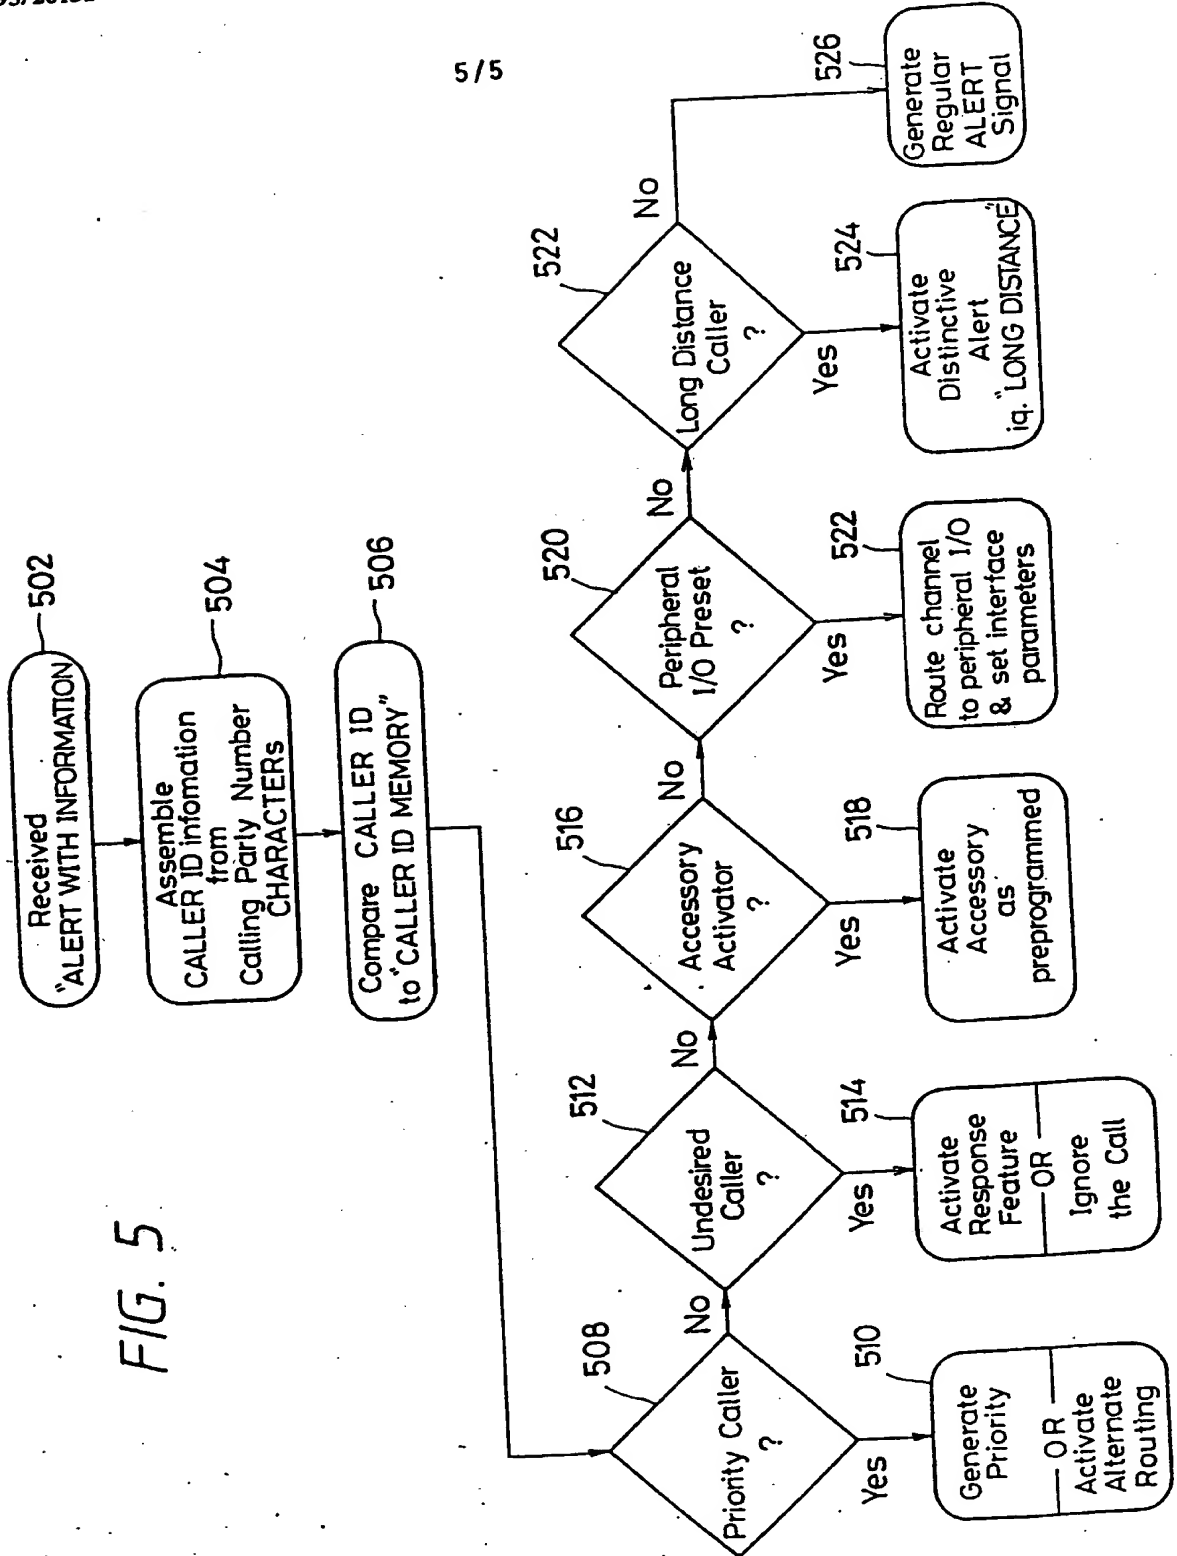 5/5
FIG. 5
Received
"ALERT WITH INFORMATION
502
Assemble
CALLER ID infomation
from
Calling Party Number
CHARACTERs
504
Compare CALLER ID
to "CALLER ID MEMORY"
506
Priority Caller
?
508
No
Yes
Generate
Priority
OR
Activate
Alternate
Routing
510
Undesired
Caller
?
512
No
Yes
Activate
Response
Feature
OR
Ignore
the Call
514
Accessory
Activator
?
516
No
Yes
Activate
Accessory
as
preprogrammed
518
Peripheral
I/O Preset
?
520
No
Yes
Route channel
to peripheral I/O
& set interface
parameters
522
Long Distance
Caller
?
522
No
Yes
Activate
Distinctive
Alert
iq. "LONG DISTANCE"
524
Generate
Regular
ALERT
Signal
526